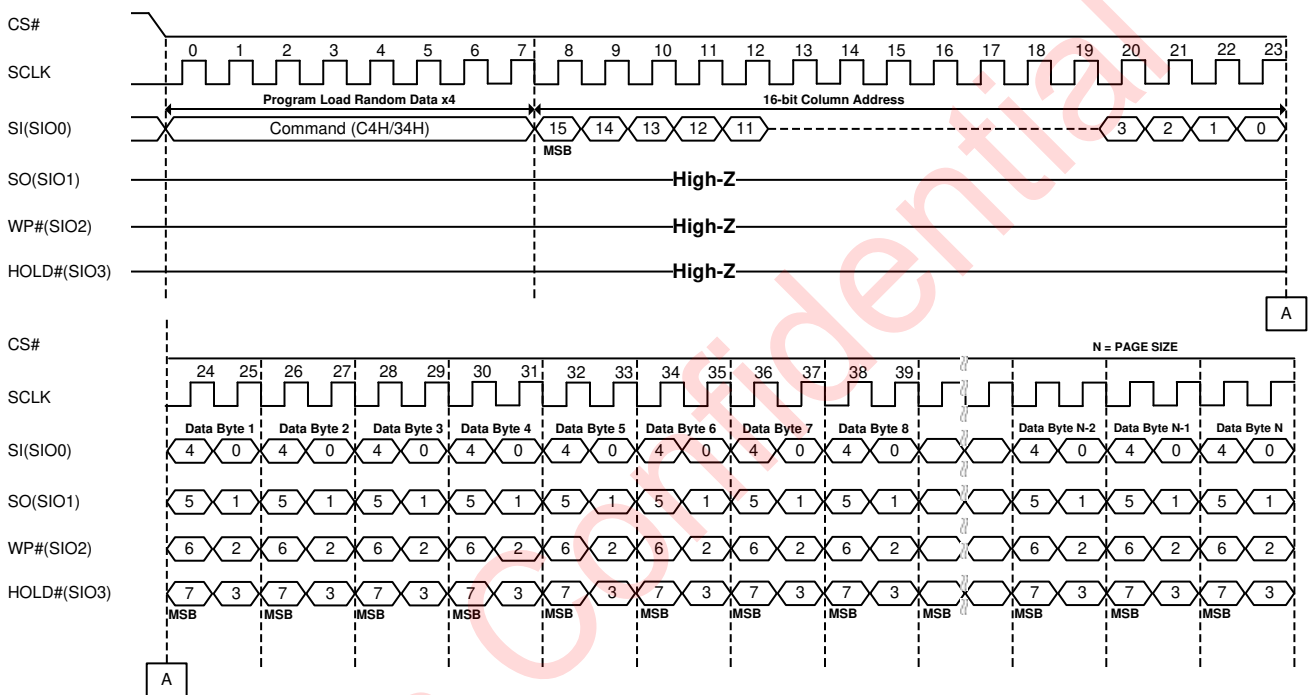 CS#
0 1 2 3 4 5 6 7 8 9 10 11 12 13 14 15 16 17 18 19 20 21 22 23
SCLK
Program Load Random Data x4 16-bit Column Address
SI(SIO0) Command (C4H/34H) 15 14 13 12 11 3 2 1 0
MSB
SO(SIO1) High-Z
WP#(SIO2) High-Z
HOLD#(SIO3) High-Z
A
CS#
N = PAGE SIZE
24 25 26 27 28 29 30 31 32 33 34 35 36 37 38 39
SCLK
Data Byte 1 Data Byte 2 Data Byte 3 Data Byte 4 Data Byte 5 Data Byte 6 Data Byte 7 Data Byte 8 Data Byte N-2 Data Byte N-1 Data Byte N
SI(SIO0) 4 0 4 0 4 0 4 0 4 0 4 0 4 0 4 0 4 0 4 0 4 0
SO(SIO1) 5 1 5 1 5 1 5 1 5 1 5 1 5 1 5 1 5 1 5 1 5 1
WP#(SIO2) 6 2 6 2 6 2 6 2 6 2 6 2 6 2 6 2 6 2 6 2 6 2
HOLD#(SIO3) 7 3 7 3 7 3 7 3 7 3 7 3 7 3 7 3 7 3 7 3 7 3
MSB MSB MSB MSB MSB MSB MSB MSB MSB MSB MSB MSB
A
Confidential